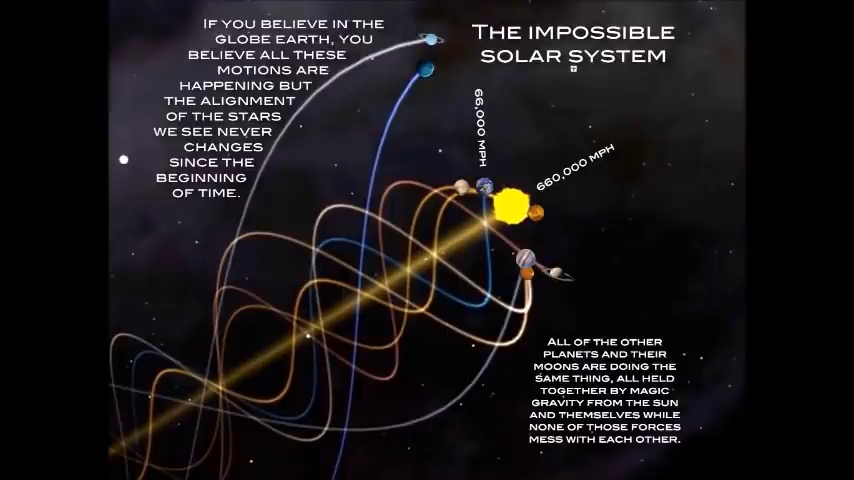 If you believe in the
globe Earth, you
believe all these
motions are
happening but
the alignment
of the stars
we see never
changes
since the
beginning
of time.
The impossible
solar system
66,000 mph
660,000 mph
All of the other
planets and their
moons are doing the
same thing, all held
together by magic
gravity from the sun
and themselves while
none of those forces
mess with each other.